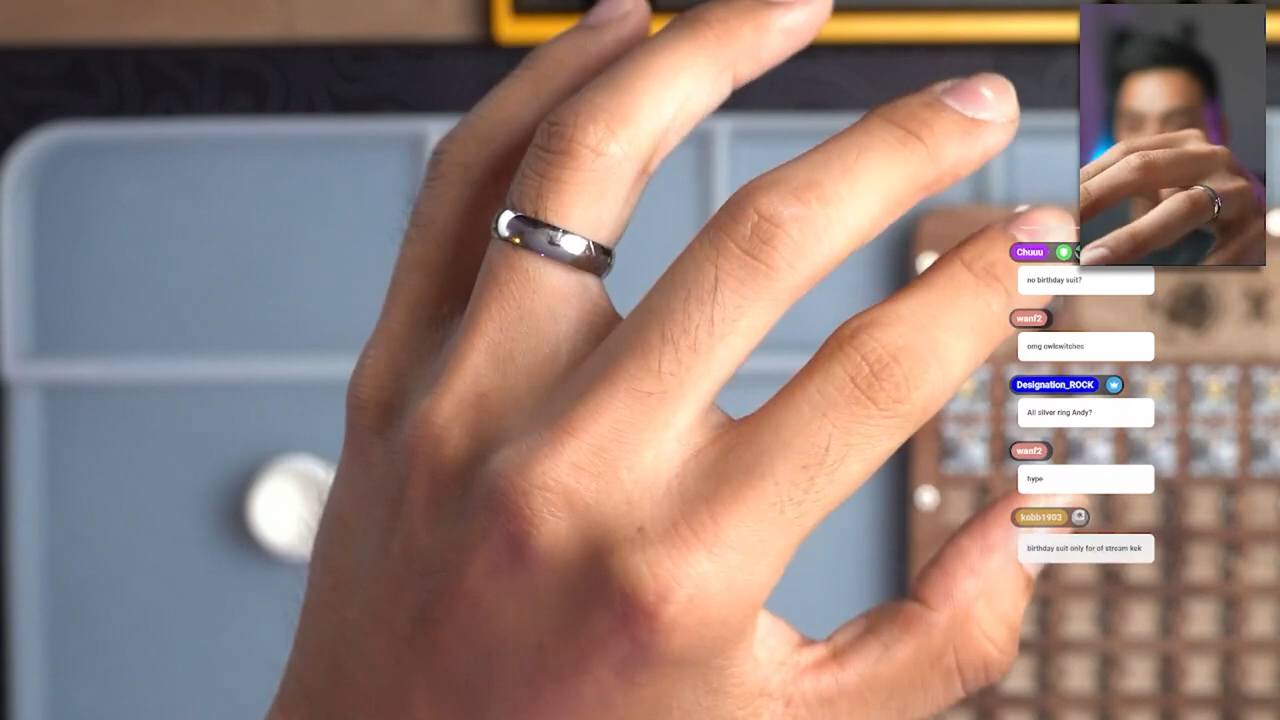 Chuuu
no birthday suit?
wanf2
omg owlswitches
Designation_ROCK
All silver ring Andy?
wanf2
hype
kobb1903
birthday suit only for of stream kek